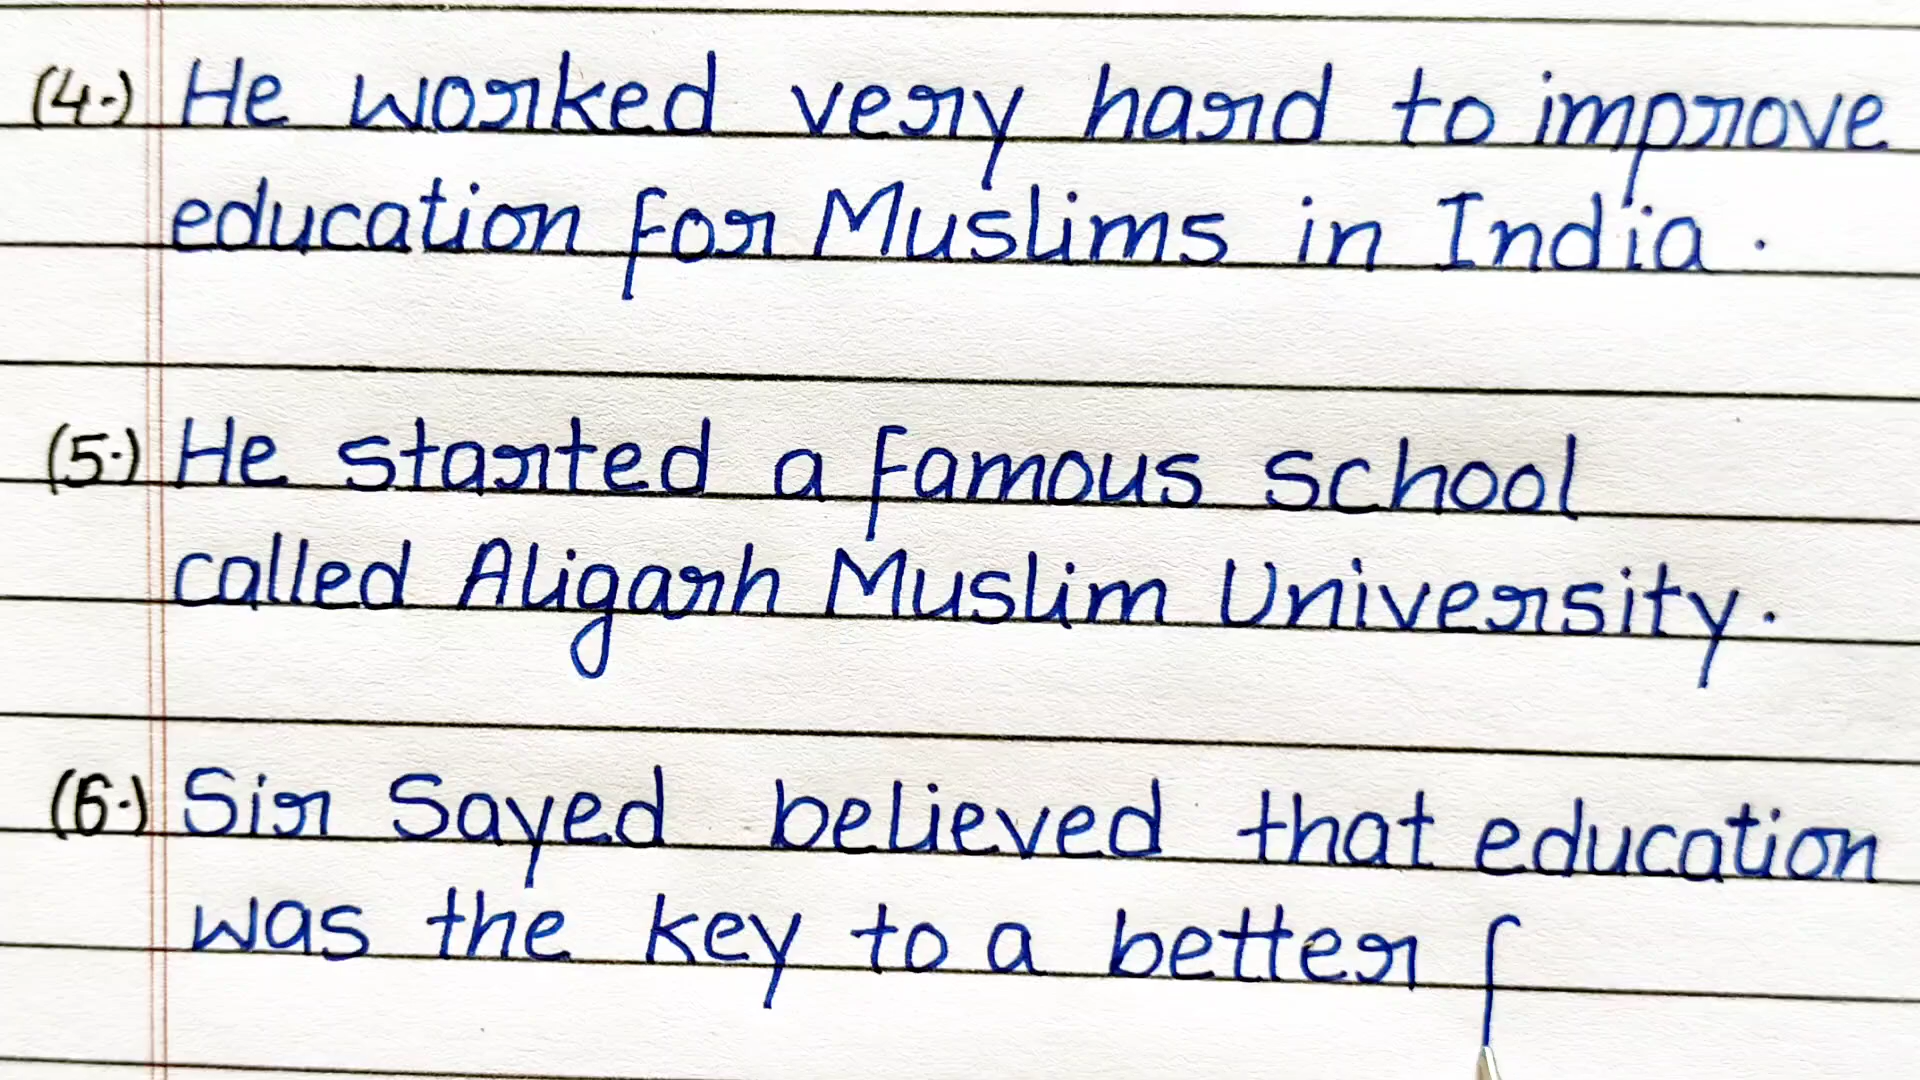 (4.) He worked very hard to improve
education for Muslims in India.
(5.) He started a famous school
called Aligarh Muslim University.
(6.) Sir Sayed believed that education
was the key to a better f